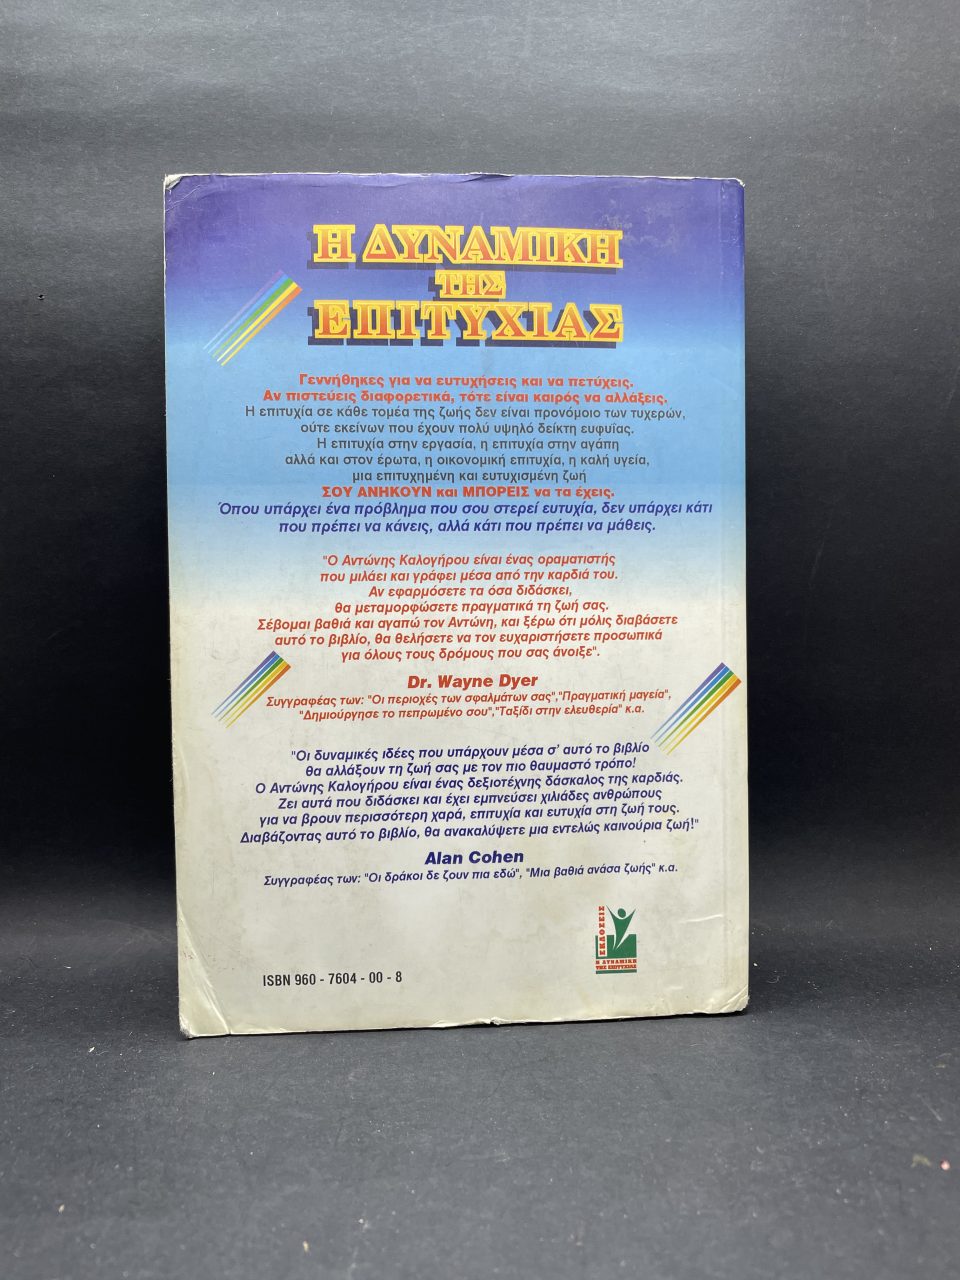 Η ΔΥΝΑΜΙΚΗ
ΤΗΣ
ΕΠΙΤΥΧΙΑΣ
Γεννήθηκες για να ευτυχήσεις και να πετύχεις.
Αν πιστεύεις διαφορετικά, τότε είναι καιρός να αλλάξεις.
Η επιτυχία σε κάθε τομέα της ζωής δεν είναι προνόμοιο των τυχερών,
ούτε εκείνων που έχουν πολύ υψηλό δείκτη ευφυΐας.
Η επιτυχία στην εργασία, η επιτυχία στην αγάπη
αλλά και στον έρωτα, η οικονομική επιτυχία, η καλή υγεία,
μια επιτυχημένη και ευτυχισμένη ζωή
ΣΟΥ ΑΝΗΚΟΥΝ και ΜΠΟΡΕΙΣ να τα έχεις.
Όπου υπάρχει ένα πρόβλημα που σου στερεί ευτυχία, δεν υπάρχει κάτι
που πρέπει να κάνεις, αλλά κάτι που πρέπει να μάθεις.
"Ο Αντώνης Καλογήρου είναι ένας οραματιστής
που μιλάει και γράφει μέσα από την καρδιά του.
Αν εφαρμόσετε τα όσα διδάσκει,
θα μεταμορφώσετε πραγματικά τη ζωή σας.
Σέβομαι βαθιά και αγαπώ τον Αντώνη, και ξέρω ότι μόλις διαβάσετε
αυτό το βιβλίο, θα θελήσετε να τον ευχαριστήσετε προσωπικά
για όλους τους δρόμους που σας άνοιξε".
Dr. Wayne Dyer
Συγγραφέας των: "Οι περιοχές των σφαλμάτων σας","Πραγματική μαγεία",
"Δημιούργησε το πεπρωμένο σου","Ταξίδι στην ελευθερία" κ.α.
"Οι δυναμικές ιδέες που υπάρχουν μέσα σ' αυτό το βιβλίο
θα αλλάξουν τη ζωή σας με τον πιο θαυμαστό τρόπο!
Ο Αντώνης Καλογήρου είναι ένας δεξιοτέχνης δάσκαλος της καρδιάς.
Ζει αυτά που διδάσκει και έχει εμπνεύσει χιλιάδες ανθρώπους
για να βρουν περισσότερη χαρά, επιτυχία και ευτυχία στη ζωή τους.
Διαβάζοντας αυτό το βιβλίο, θα ανακαλύψετε μια εντελώς καινούρια ζωή!"
Alan Cohen
Συγγραφέας των: "Οι δράκοι δε ζουν πια εδώ", "Μια βαθιά ανάσα ζωής" κ.α.
ΕΚΔΟΣΕΙΣ
Η ΔΥΝΑΜΙΚΗ
ΤΗΣ ΕΠΙΤΥΧΙΑΣ
ISBN 960 - 7604 - 00 - 8